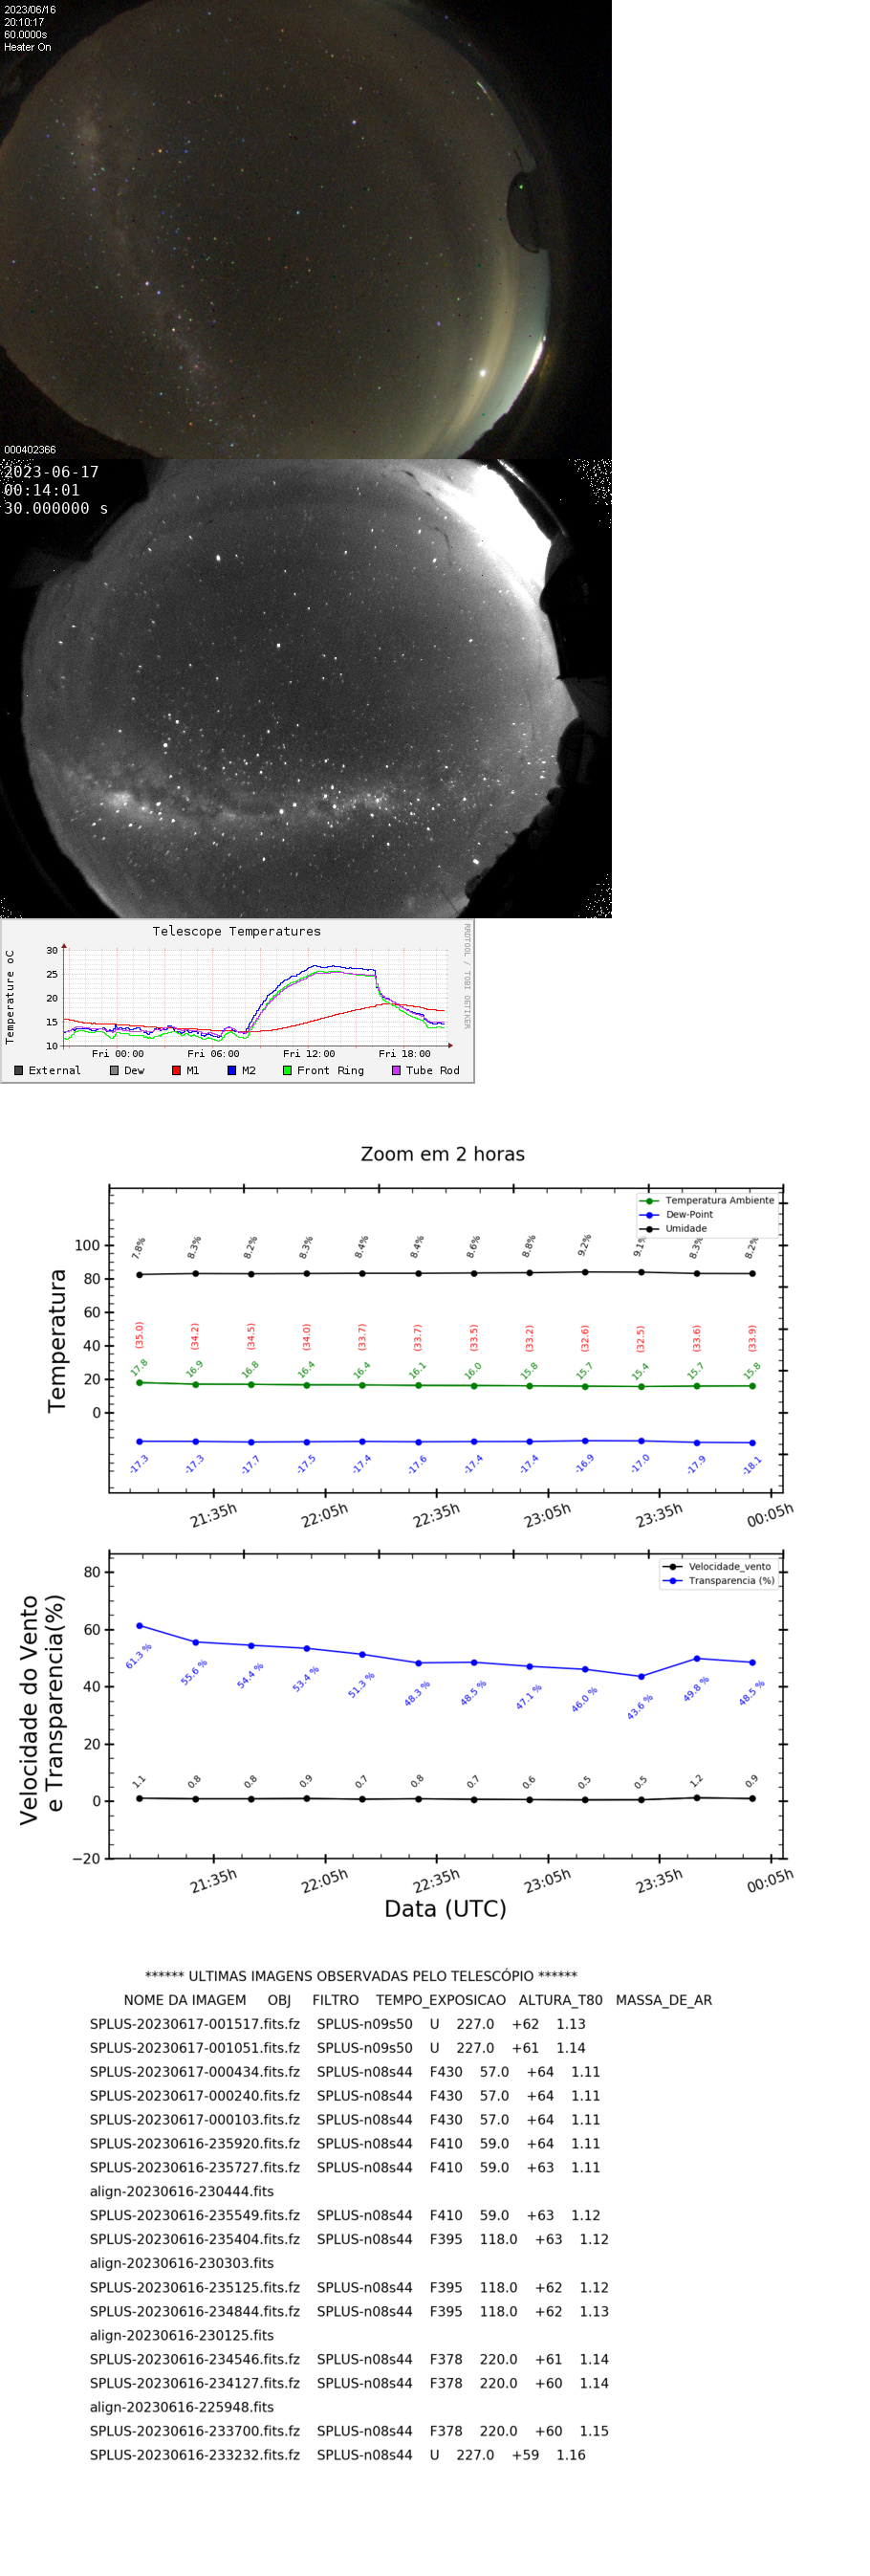 2023/06/16
20:10:17
60.0000s
Heater On
000402366
2023-06-17
00:14:01
30.000000 s
Telescope Temperatures
RRDTOOL / TOBI OETIKER
Temperature oC
30
25
20
15
10
Fri 00:00 Fri 06:00 Fri 12:00 Fri 18:00
External Dew M1 M2 Front Ring Tube Rod
Zoom em 2 horas
Temperatura Ambiente
Dew-Point
Umidade
Temperatura
100
80
60
40
20
0
7.8% 8.3% 8.2% 8.3% 8.4% 8.4% 8.6% 8.8% 9.2% 9.1% 8.3% 8.2%
(35.0) (34.2) (34.5) (34.0) (33.7) (33.7) (33.5) (33.2) (32.6) (32.5) (33.6) (33.9)
17.8 16.9 16.8 16.4 16.4 16.1 16.0 15.8 15.7 15.4 15.7 15.8
-17.3 -17.3 -17.7 -17.5 -17.4 -17.6 -17.4 -17.4 -16.9 -17.0 -17.9 -18.1
21:35h 22:05h 22:35h 23:05h 23:35h 00:05h
Velocidade_vento
Transparencia (%)
Velocidade do Vento
e Transparencia(%)
80
60
40
20
0
−20
61.3 % 55.6 % 54.4 % 53.4 % 51.3 % 48.3 % 48.5 % 47.1 % 46.0 % 43.6 % 49.8 % 48.5 %
1.1 0.8 0.8 0.9 0.7 0.8 0.7 0.6 0.5 0.5 1.2 0.9
21:35h 22:05h 22:35h 23:05h 23:35h 00:05h
Data (UTC)
****** ULTIMAS IMAGENS OBSERVADAS PELO TELESCÓPIO ******
NOME DA IMAGEM OBJ FILTRO TEMPO_EXPOSICAO ALTURA_T80 MASSA_DE_AR
SPLUS-20230617-001517.fits.fz SPLUS-n09s50 U 227.0 +62 1.13
SPLUS-20230617-001051.fits.fz SPLUS-n09s50 U 227.0 +61 1.14
SPLUS-20230617-000434.fits.fz SPLUS-n08s44 F430 57.0 +64 1.11
SPLUS-20230617-000240.fits.fz SPLUS-n08s44 F430 57.0 +64 1.11
SPLUS-20230617-000103.fits.fz SPLUS-n08s44 F430 57.0 +64 1.11
SPLUS-20230616-235920.fits.fz SPLUS-n08s44 F410 59.0 +64 1.11
SPLUS-20230616-235727.fits.fz SPLUS-n08s44 F410 59.0 +63 1.11
align-20230616-230444.fits
SPLUS-20230616-235549.fits.fz SPLUS-n08s44 F410 59.0 +63 1.12
SPLUS-20230616-235404.fits.fz SPLUS-n08s44 F395 118.0 +63 1.12
align-20230616-230303.fits
SPLUS-20230616-235125.fits.fz SPLUS-n08s44 F395 118.0 +62 1.12
SPLUS-20230616-234844.fits.fz SPLUS-n08s44 F395 118.0 +62 1.13
align-20230616-230125.fits
SPLUS-20230616-234546.fits.fz SPLUS-n08s44 F378 220.0 +61 1.14
SPLUS-20230616-234127.fits.fz SPLUS-n08s44 F378 220.0 +60 1.14
align-20230616-225948.fits
SPLUS-20230616-233700.fits.fz SPLUS-n08s44 F378 220.0 +60 1.15
SPLUS-20230616-233232.fits.fz SPLUS-n08s44 U 227.0 +59 1.16